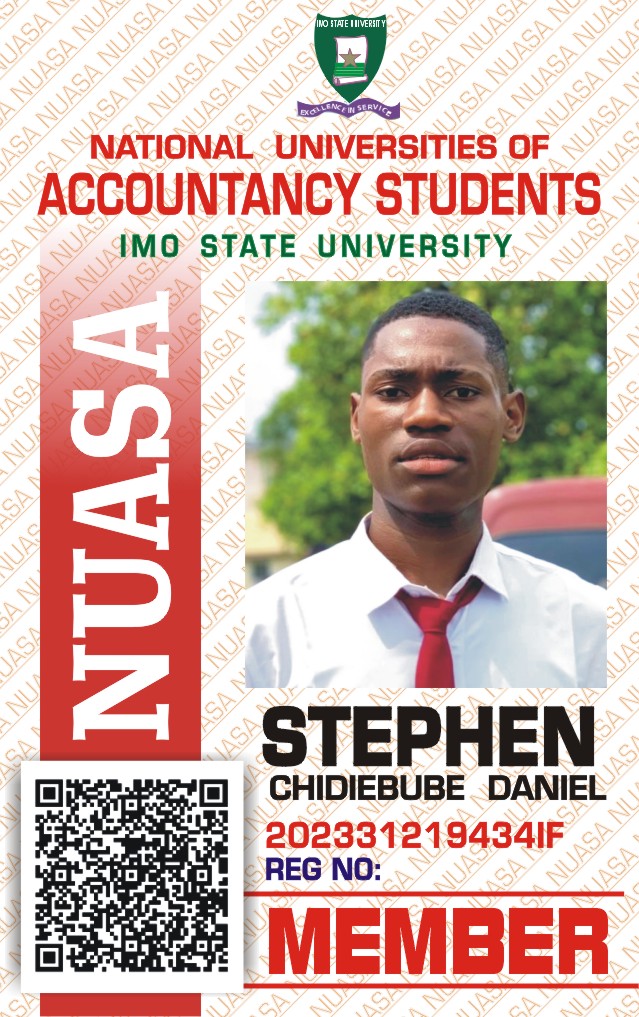 IMO STATE UNIVERSITY
EXCELLENCE IN SERVICE
NATIONAL UNIVERSITIES OF
ACCOUNTANCY STUDENTS
IMO STATE UNIVERSITY
NUASA
STEPHEN
CHIDIEBUBE DANIEL
202331219434IF
REG NO:
MEMBER